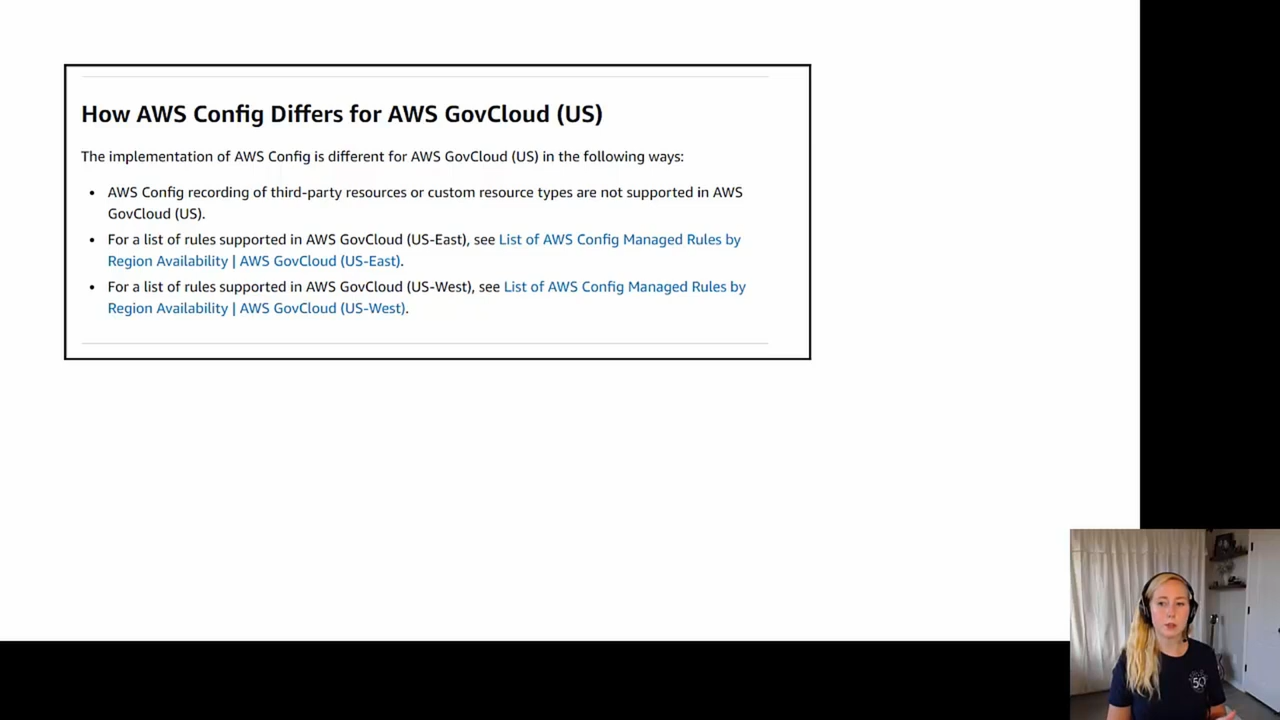 How AWS Config Differs for AWS GovCloud (US)
The implementation of AWS Config is different for AWS GovCloud (US) in the following ways:
• AWS Config recording of third-party resources or custom resource types are not supported in AWS
GovCloud (US).
• For a list of rules supported in AWS GovCloud (US-East), see List of AWS Config Managed Rules by
Region Availability | AWS GovCloud (US-East).
• For a list of rules supported in AWS GovCloud (US-West), see List of AWS Config Managed Rules by
Region Availability | AWS GovCloud (US-West).
50